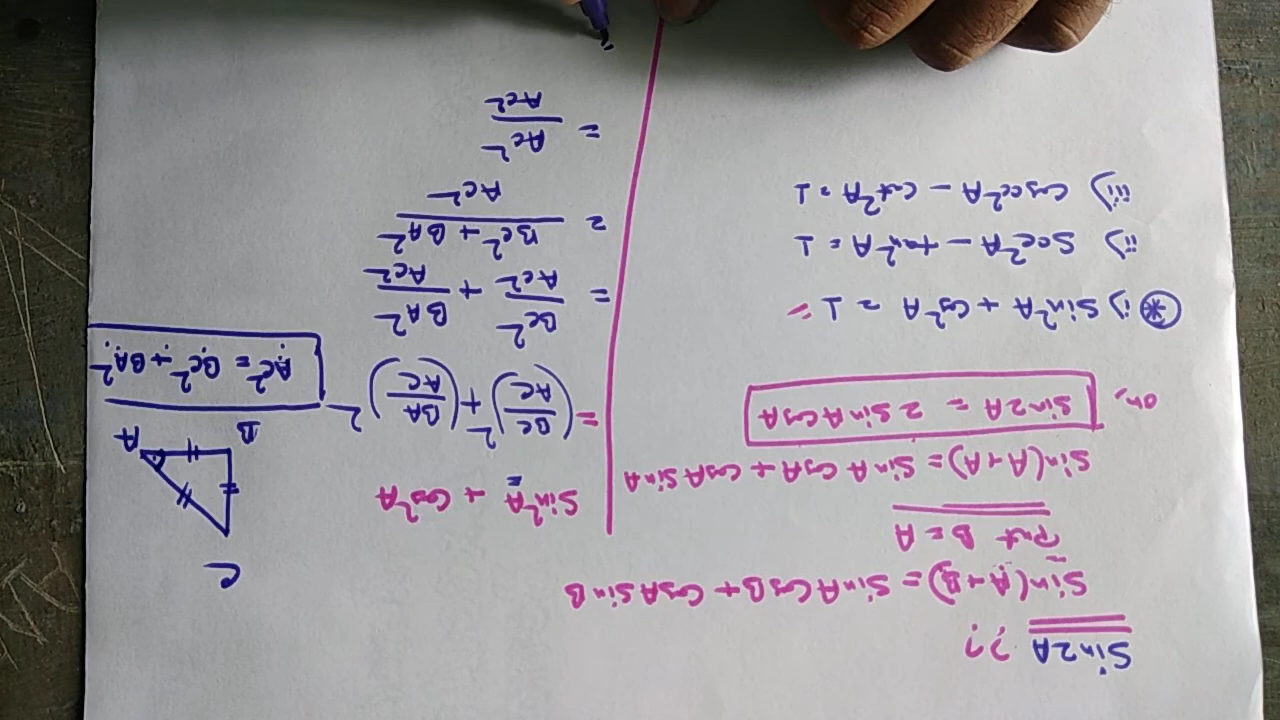 Sin2A ??
Sin(A+B) = SinA CosB + CosA SinB
Put B = A
Sin(A+A) = SinA CosA + CosA SinA
or, Sin2A = 2 SinA CosA
i) Sin²A + Cos²A = 1
ii) Sec²A - tan²A = 1
iii) Cosec²A - Cot²A = 1
Sin²A + Cos²A
= (BC/AC)² + (BA/AC)²
= BC²/AC² + BA²/AC²
= BC² + BA²/AC²
= AC²/AC²
C
A B
AC² = BC² + BA²